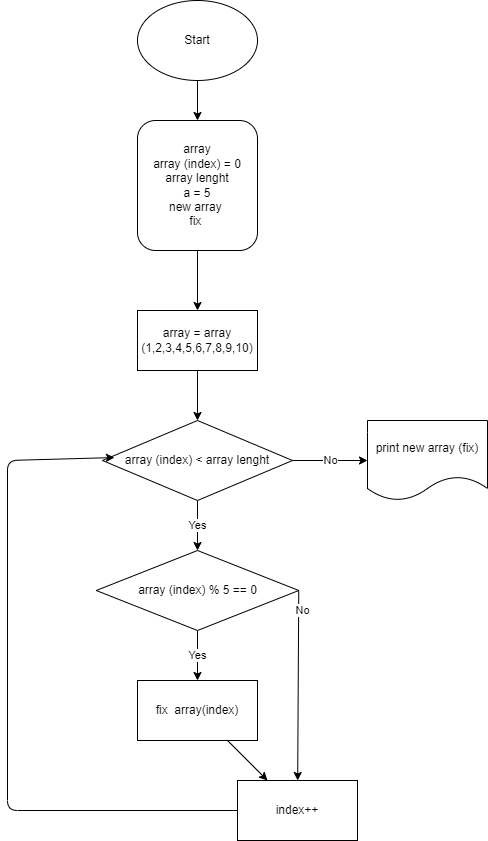 Start
array
array (index) = 0
array lenght
a = 5
new array
fix
array = array
(1,2,3,4,5,6,7,8,9,10)
array (index) < array lenght
No
print new array (fix)
Yes
array (index) % 5 == 0
No
Yes
fix array(index)
index++